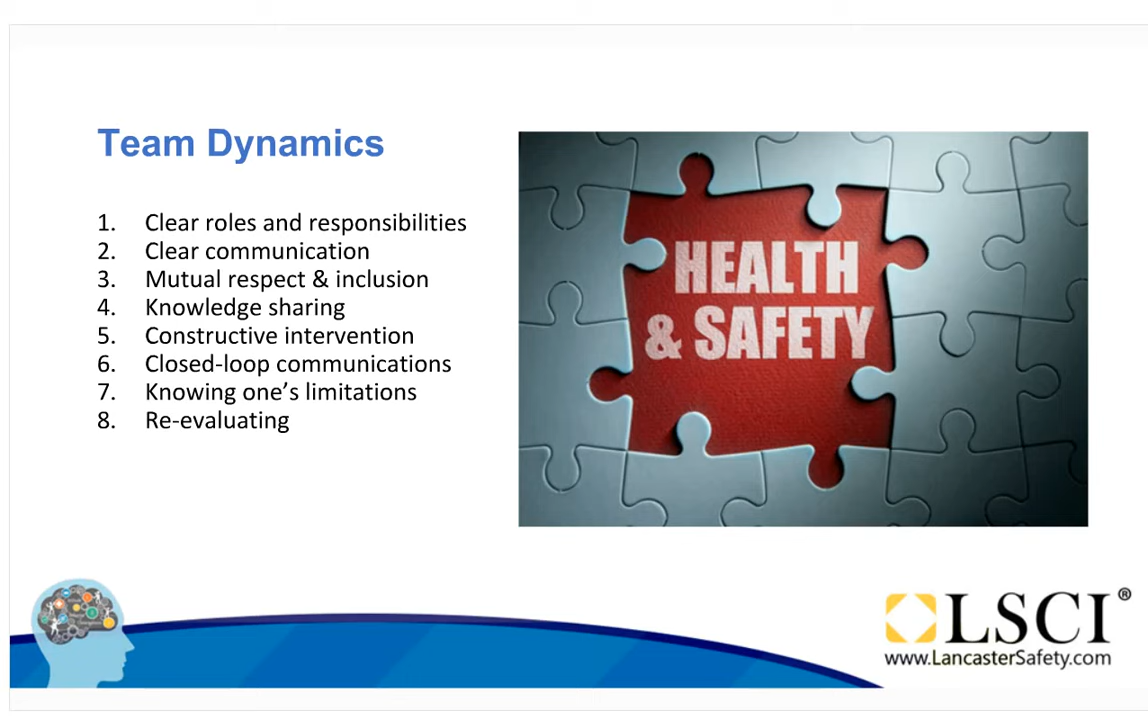 Team Dynamics
1. Clear roles and responsibilities
2. Clear communication
3. Mutual respect & inclusion
4. Knowledge sharing
5. Constructive intervention
6. Closed-loop communications
7. Knowing one’s limitations
8. Re-evaluating
HEALTH
& SAFETY
LSCI®
www.LancasterSafety.com